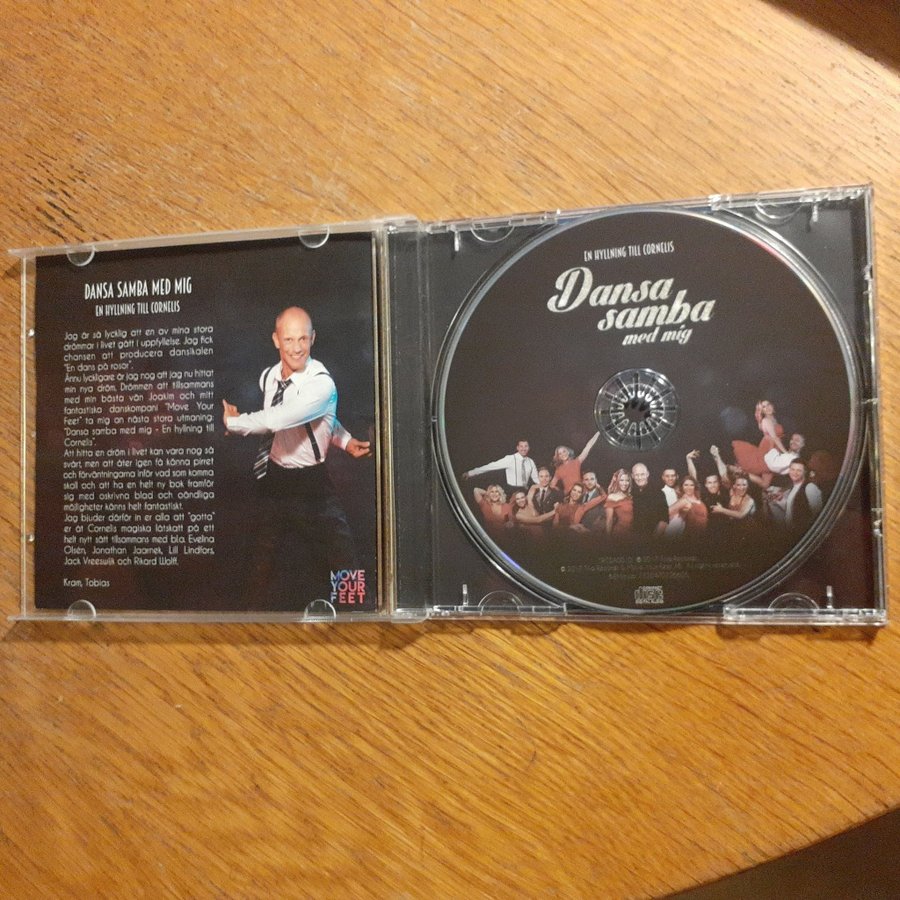 DANSA SAMBA MED MIG
EN HYLLNING TILL CORNELIS
Jag är så lycklig att en av mina stora
drömmar i livet gått i uppfyllelse. Jag fick
chansen att producera dansikalen
"En dans på rosor".
Ännu lyckligare är jag nog att jag nu hittat
min nya dröm. Drömmen att tillsammans
med min bästa vän Joakim och mitt
fantastiska danskompani "Move Your
Feet" ta mig an nästa stora utmaning:
"Dansa samba med mig - En hyllning till
Cornelis".
Att hitta en dröm i livet kan vara nog så
svårt, men att åter igen få känna pirret
och förväntningarna inför vad som komma
skall och att ha en helt ny bok framför
sig med oskrivna blad och oändliga
möjligheter känns helt fantastiskt.
Jag bjuder därför in er alla att "gotta"
er åt Cornelis magiska låtskatt på ett
helt nytt sätt tillsammans med bl.a. Evelina
Olsén, Jonathan Jaarnek, Lill Lindfors,
Jack Vreeswijk och Rikard Wolff.
Kram, Tobias
MOVE
YOUR
FEET
EN HYLLNING TILL CORNELIS
Dansa
samba
med mig
COMPACT
disc
DIGITAL AUDIO